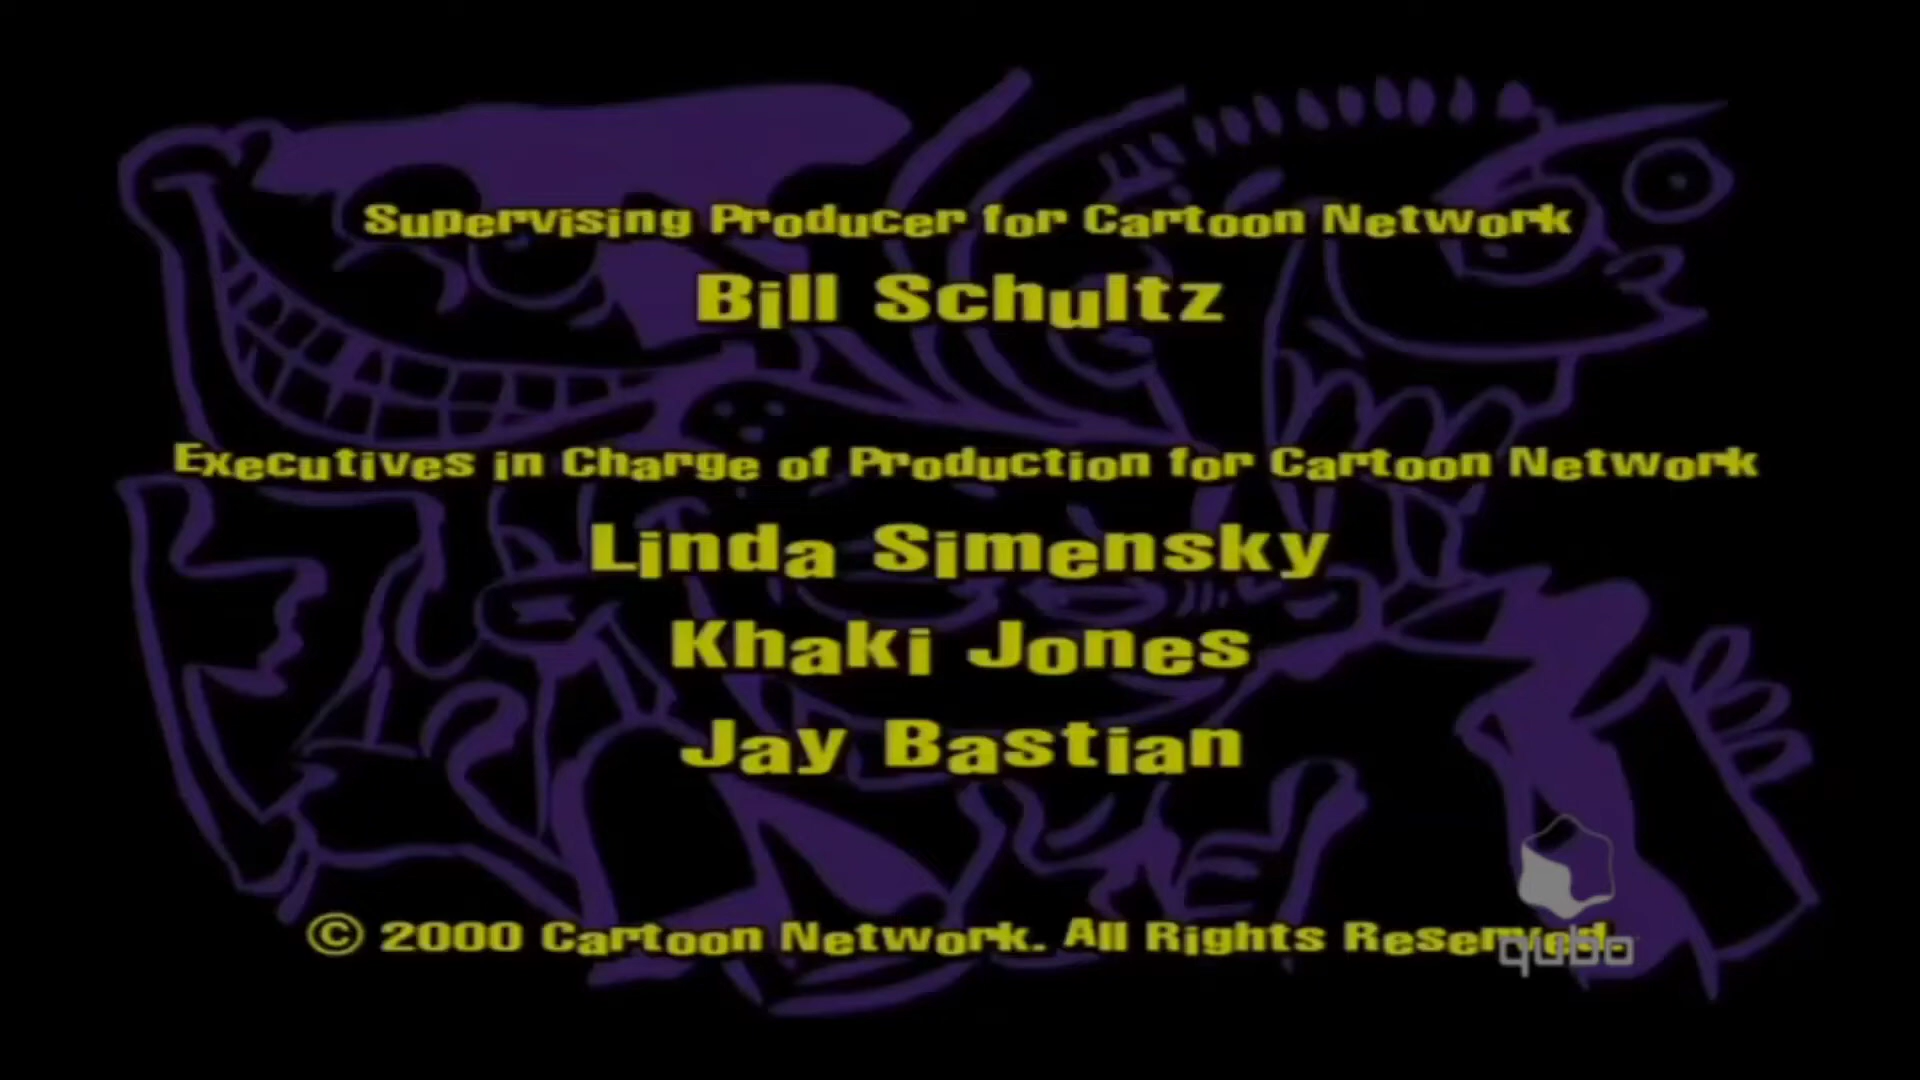 Supervising Producer for Cartoon Network
Bill Schultz
Executives in Charge of Production for Cartoon Network
Linda Simensky
Khaki Jones
Jay Bastian
© 2000 Cartoon Network. All Rights Reserved.
qubo